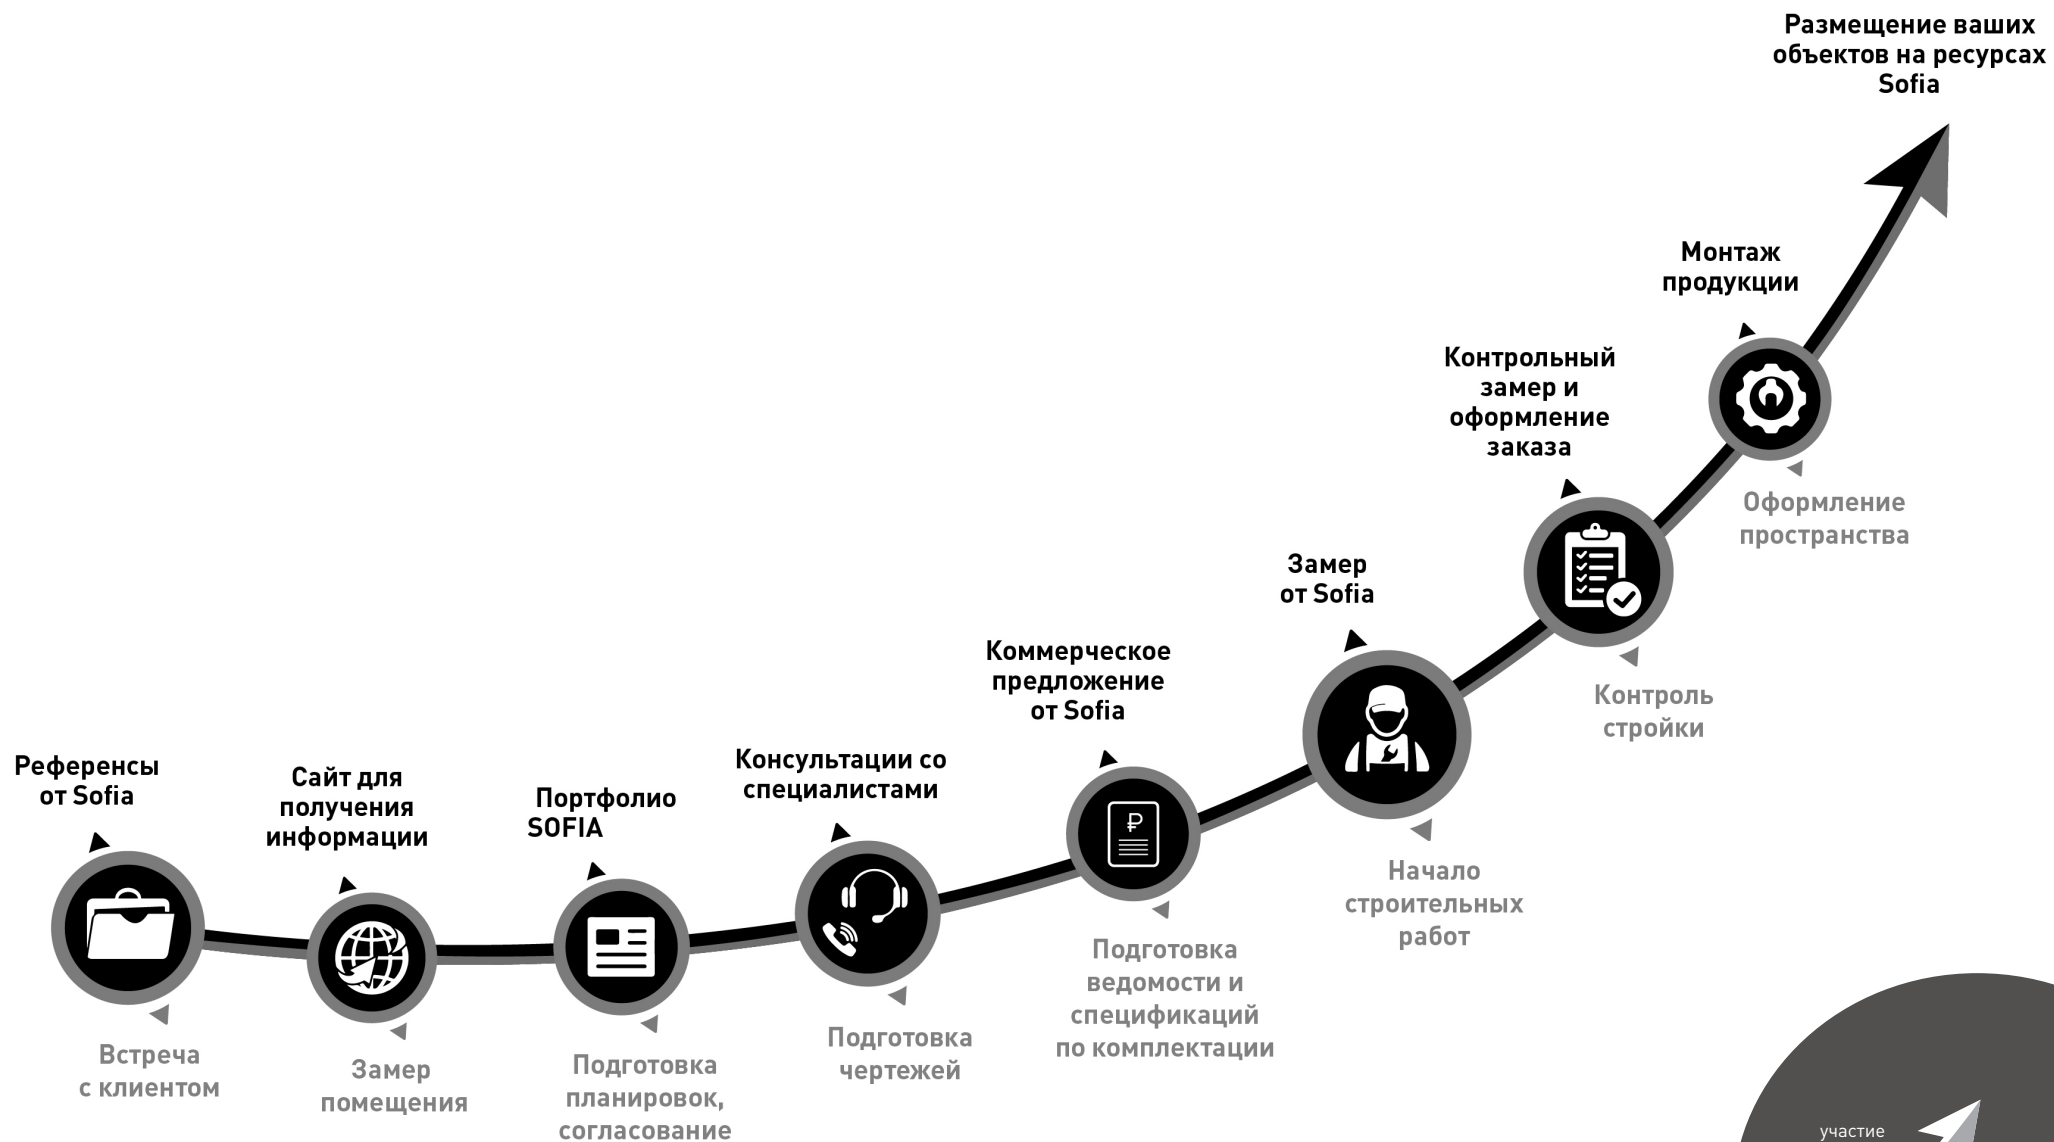 Размещение ваших
объектов на ресурсах
Sofia
Монтаж
продукции
Оформление
пространства
Контрольный
замер и
оформление
заказа
Контроль
стройки
Замер
от Sofia
Начало
строительных
работ
Коммерческое
предложение
от Sofia
₽
Подготовка
ведомости и
спецификаций
по комплектации
Консультации со
специалистами
Подготовка
чертежей
Портфолио
SOFIA
Подготовка
планировок,
согласование
Сайт для
получения
информации
Замер
помещения
Референсы
от Sofia
Встреча
с клиентом
участие